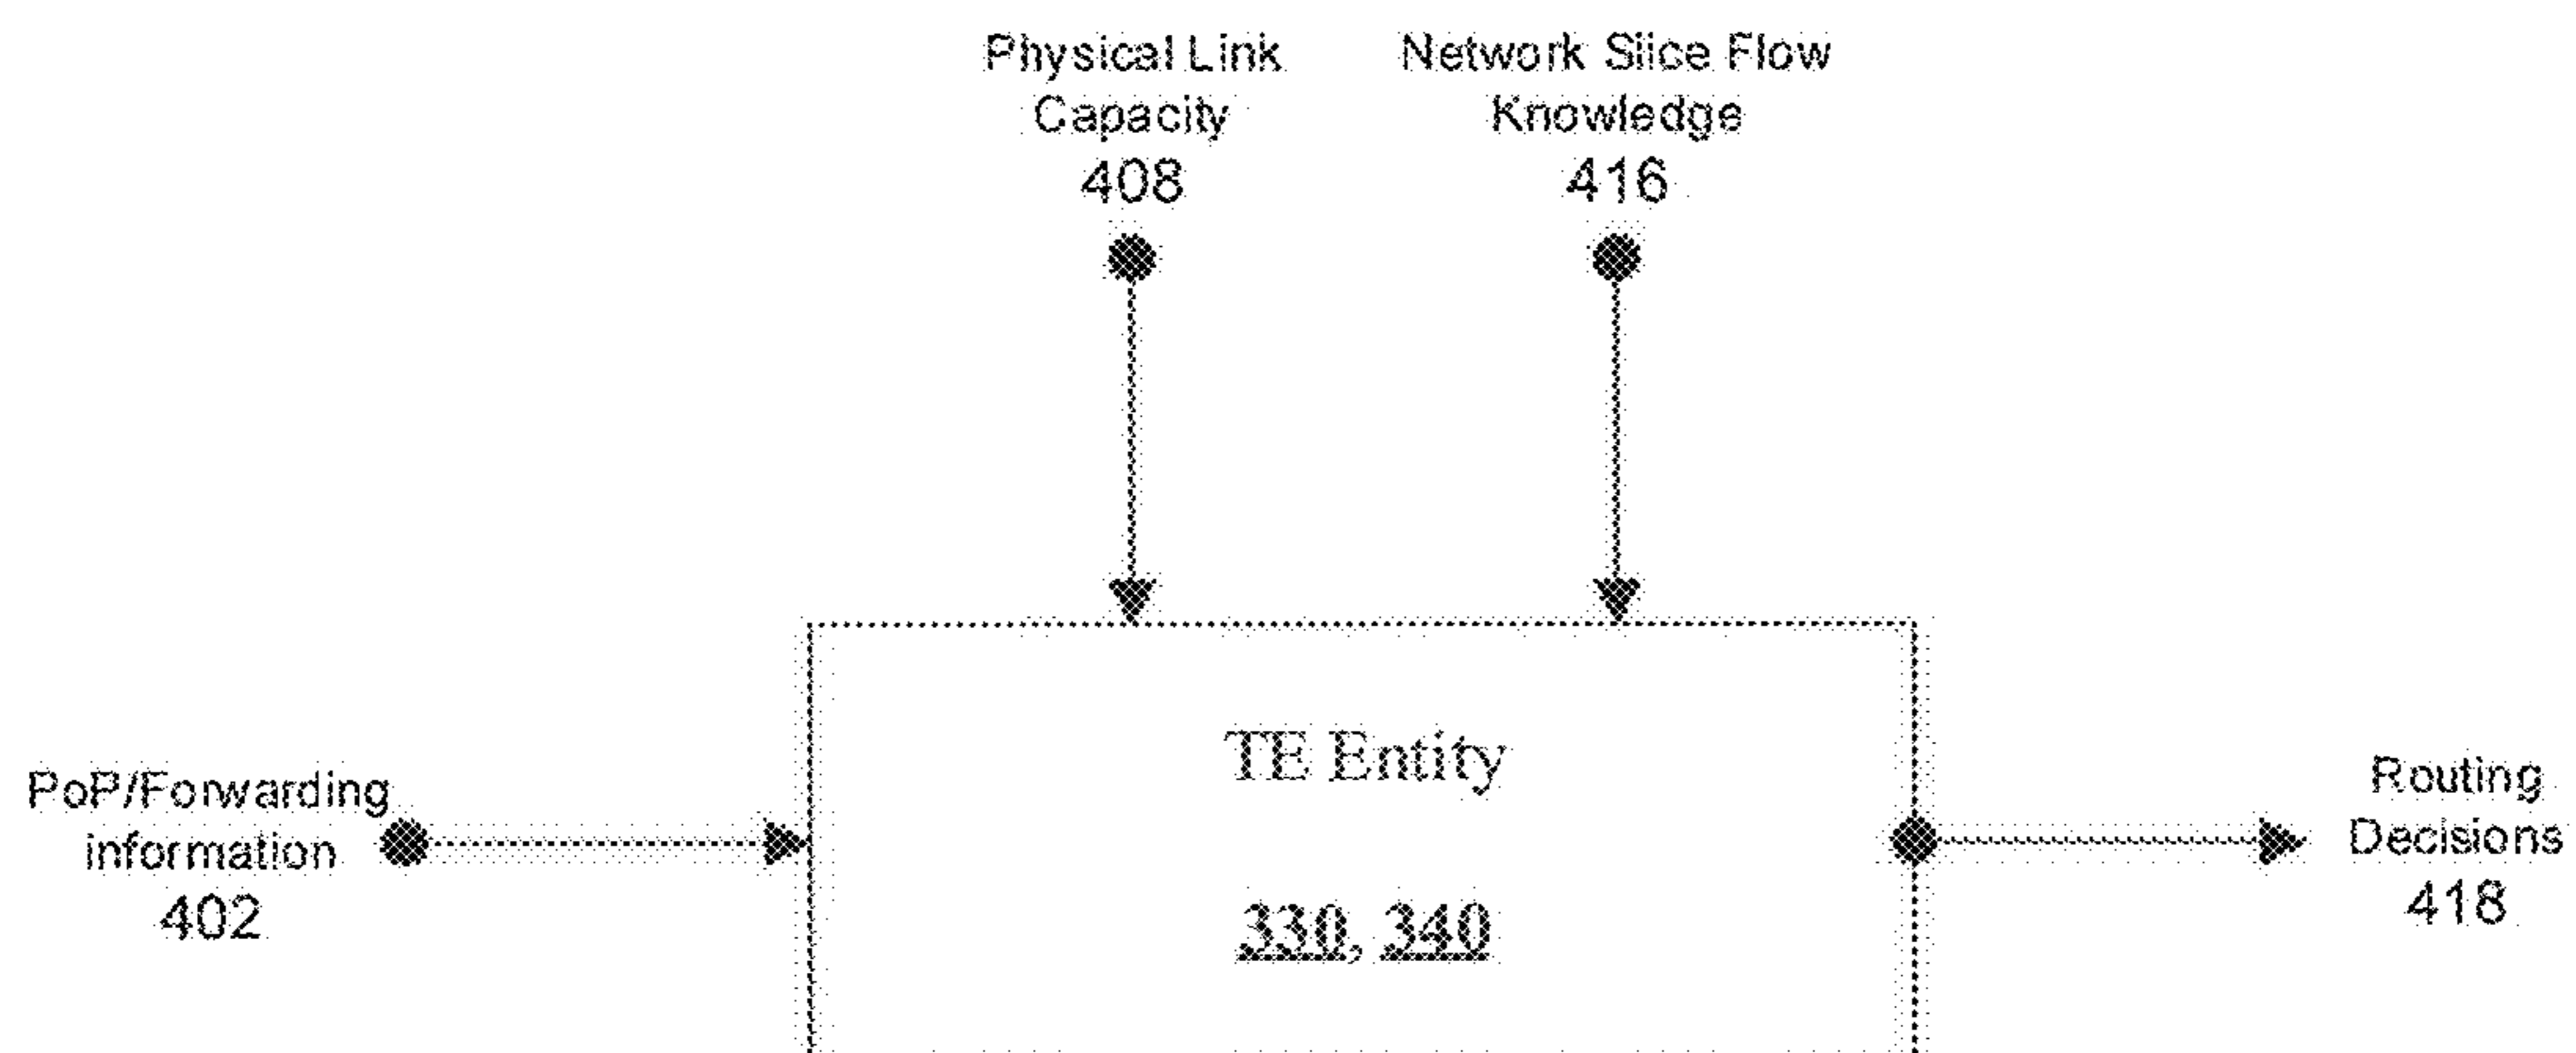 Physical Link
Capacity
408
Network Slice Flow
Knowledge
416
TE Entity
330, 340
PoP/Forwarding
information
402
Routing
Decisions
418